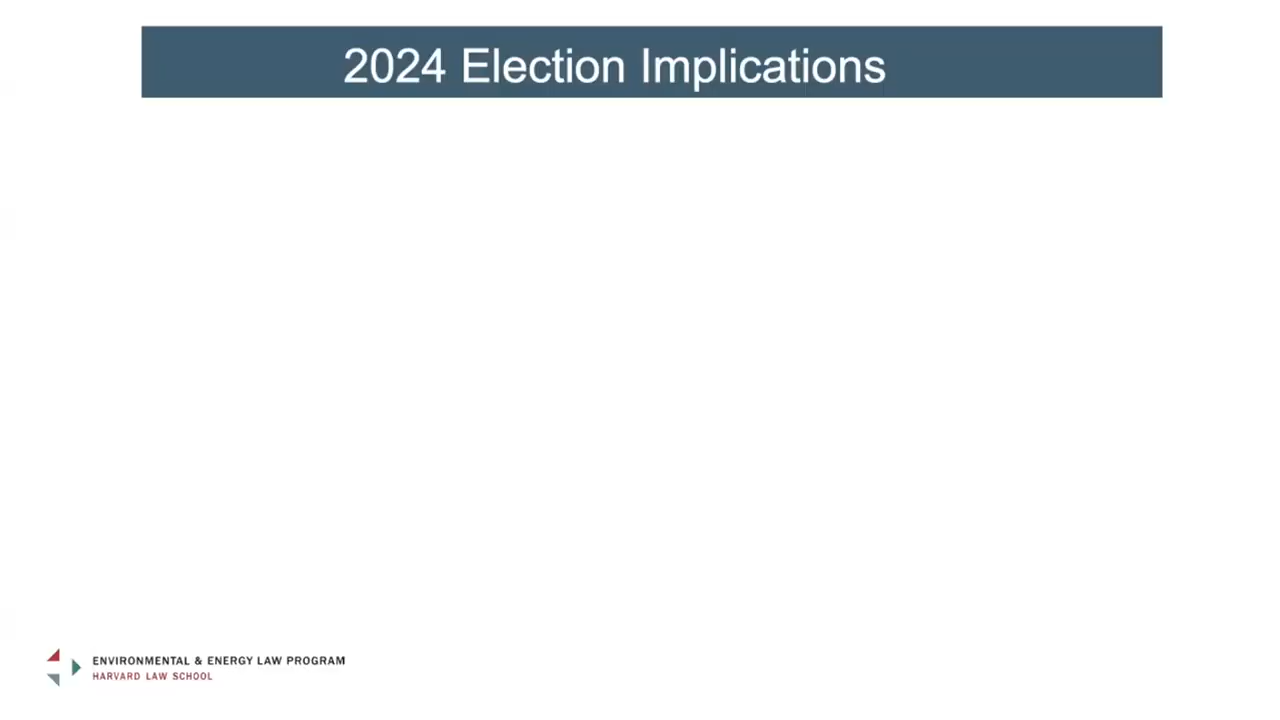 2024 Election Implications
ENVIRONMENTAL & ENERGY LAW PROGRAM
HARVARD LAW SCHOOL